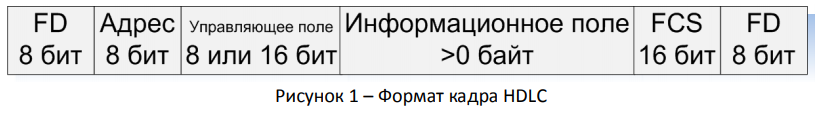 FD Адрес Управляющее поле Информационное поле FCS FD
8 бит 8 бит 8 или 16 бит >0 байт 16 бит 8 бит
Рисунок 1 – Формат кадра HDLC